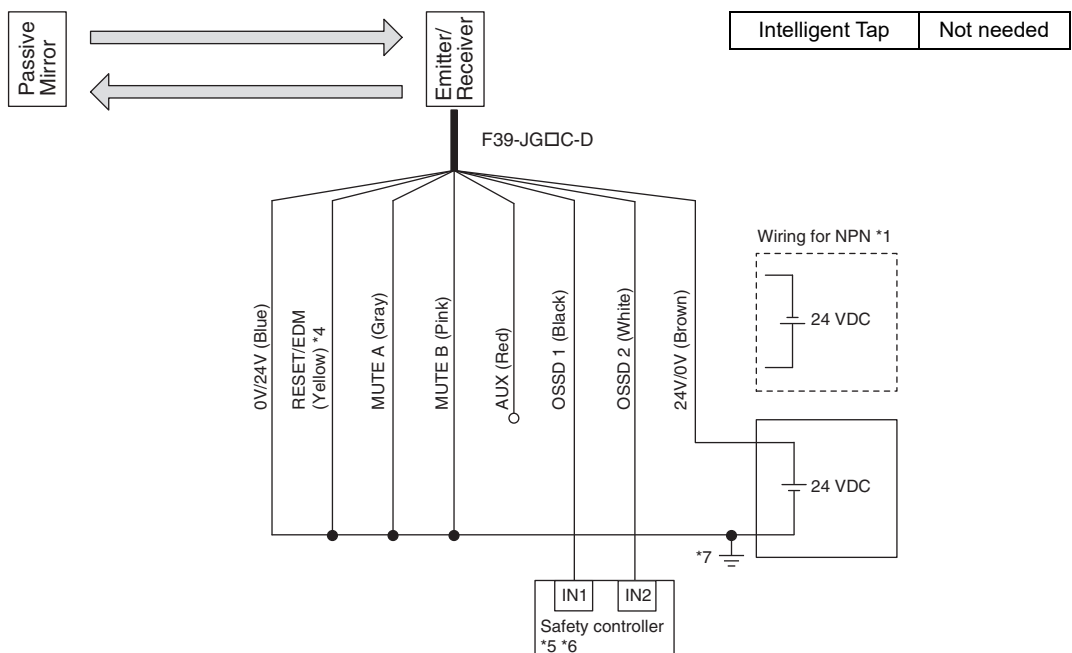 Passive
Mirror
Emitter/
Receiver
Intelligent Tap
Not needed
F39-JG□C-D
0V/24V (Blue)
RESET/EDM
(Yellow) *4
MUTE A (Gray)
MUTE B (Pink)
AUX (Red)
OSSD 1 (Black)
OSSD 2 (White)
24V/0V (Brown)
Wiring for NPN *1
24 VDC
24 VDC
*7
IN1
IN2
Safety controller
*5 *6